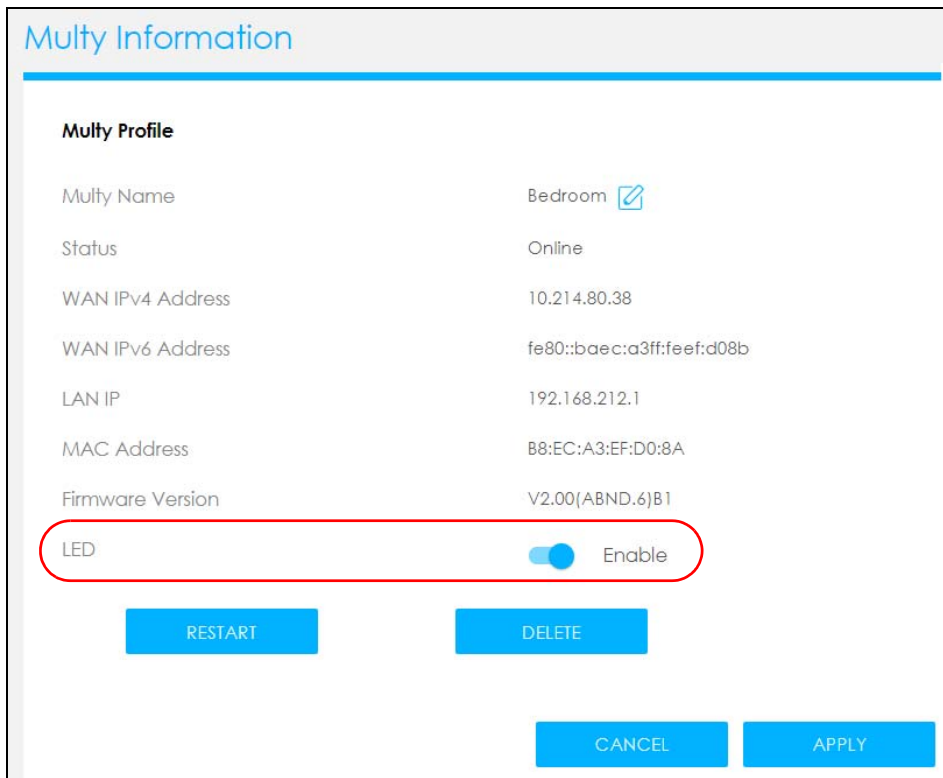 Multy Information
Multy Profile
Multy Name Bedroom
Status Online
WAN IPv4 Address 10.214.80.38
WAN IPv6 Address fe80::baec:a3ff:feef:d08b
LAN IP 192.168.212.1
MAC Address B8:EC:A3:EF:D0:8A
Firmware Version V2.00(ABND.6)B1
LED Enable
RESTART DELETE
CANCEL APPLY